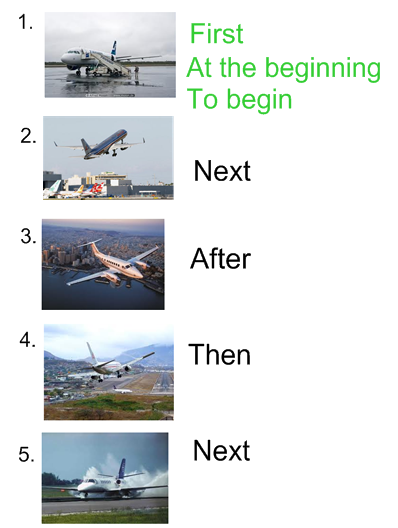 1.
First
At the beginning
To begin
2.
Next
3.
After
4.
Then
5.
Next